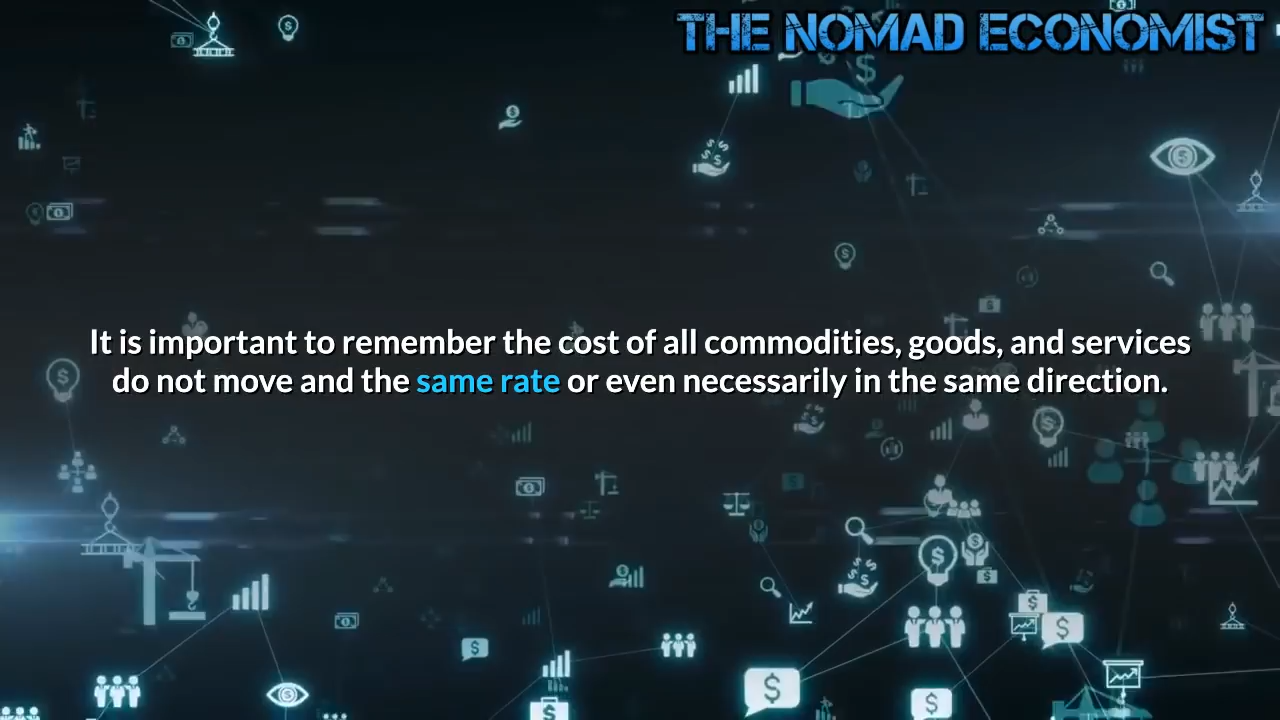 THE NOMAD ECONOMIST
It is important to remember the cost of all commodities, goods, and services
do not move and the same rate or even necessarily in the same direction.